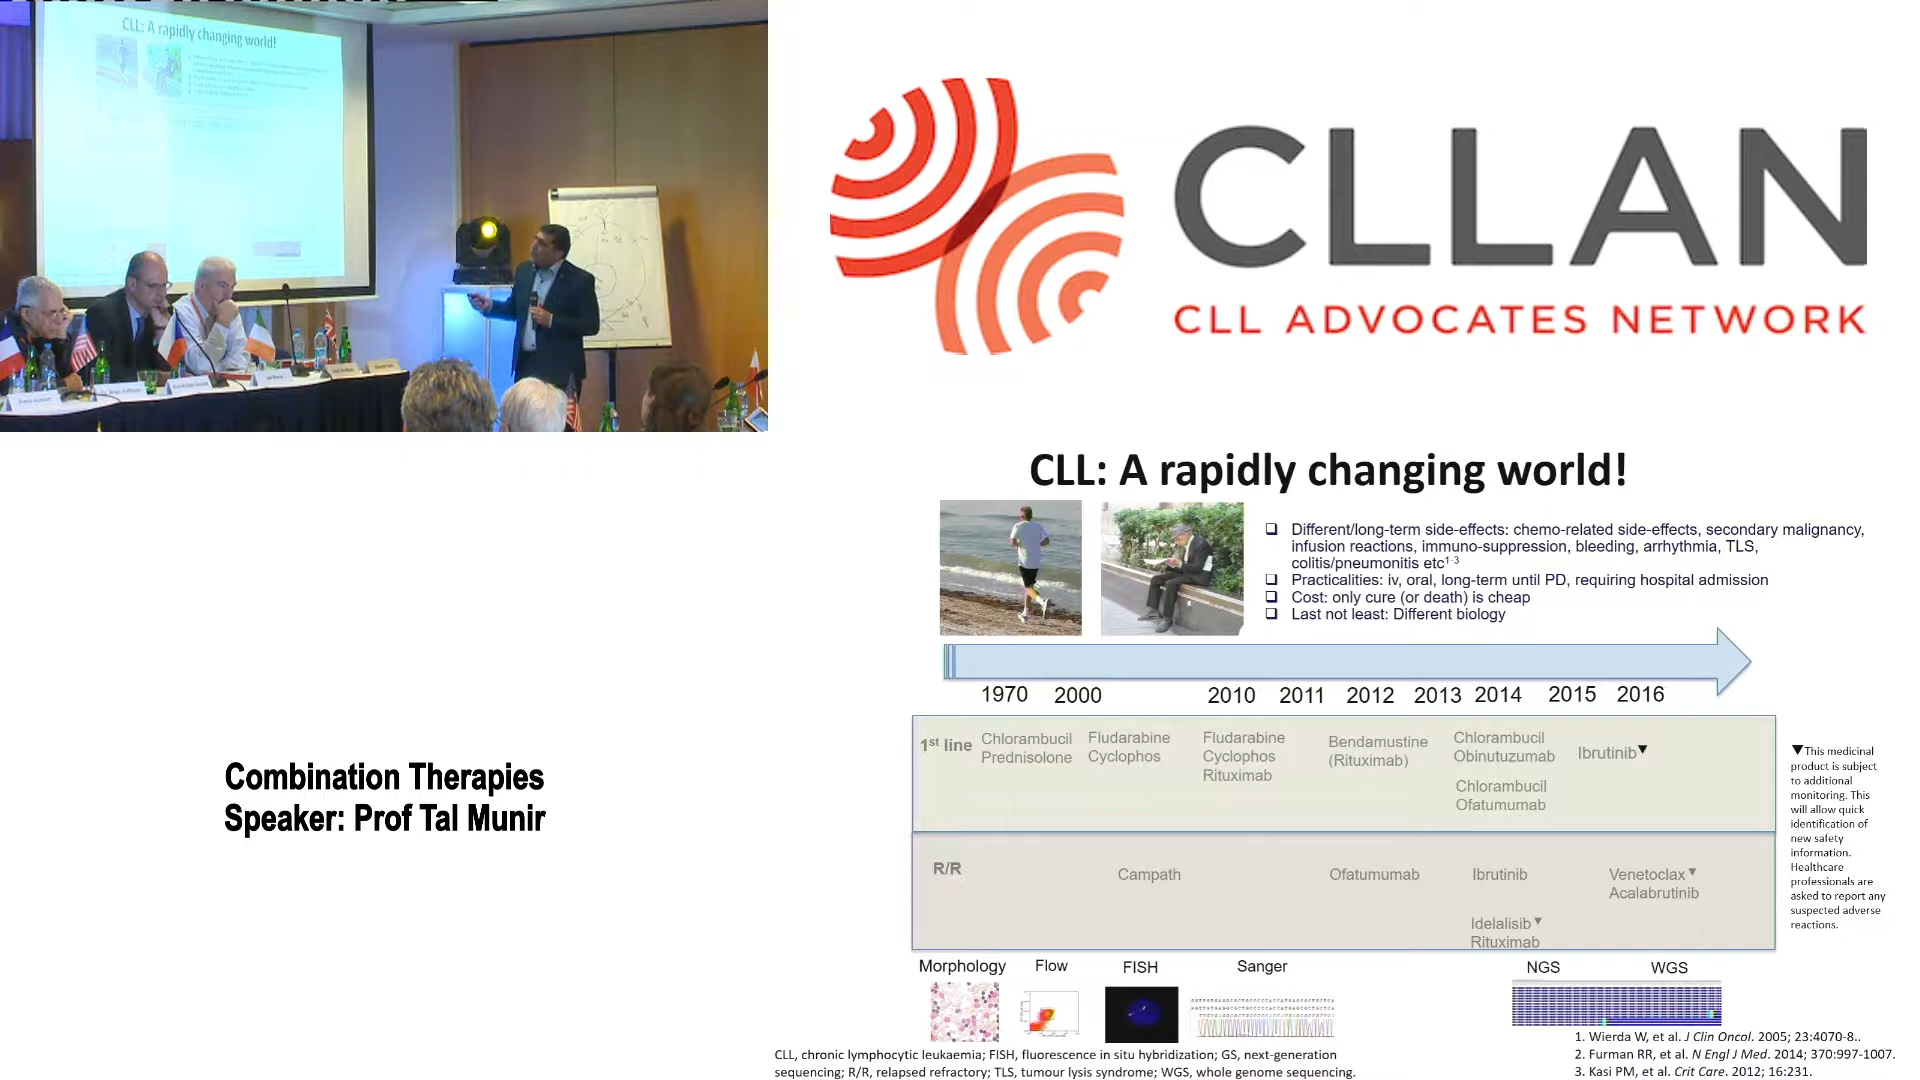 CLL: A rapidly changing world!
CLLAN
CLL ADVOCATES NETWORK
Combination Therapies
Speaker: Prof Tal Munir
CLL: A rapidly changing world!
❑ Different/long-term side-effects: chemo-related side-effects, secondary malignancy,
infusion reactions, immuno-suppression, bleeding, arrhythmia, TLS,
colitis/pneumonitis etc1-3
❑ Practicalities: iv, oral, long-term until PD, requiring hospital admission
❑ Cost: only cure (or death) is cheap
❑ Last not least: Different biology
1970 2000 2010 2011 2012 2013 2014 2015 2016
1st line
Chlorambucil
Prednisolone
Fludarabine
Cyclophos
Fludarabine
Cyclophos
Rituximab
Bendamustine
(Rituximab)
Chlorambucil
Obinutuzumab
Chlorambucil
Ofatumumab
Ibrutinib▼
R/R
Campath
Ofatumumab
Ibrutinib
Idelalisib▼
Rituximab
Venetoclax▼
Acalabrutinib
▼This medicinal
product is subject
to additional
monitoring. This
will allow quick
identification of
new safety
information.
Healthcare
professionals are
asked to report any
suspected adverse
reactions.
Morphology Flow FISH Sanger NGS WGS
CLL, chronic lymphocytic leukaemia; FISH, fluorescence in situ hybridization; GS, next-generation
sequencing; R/R, relapsed refractory; TLS, tumour lysis syndrome; WGS, whole genome sequencing.
1. Wierda W, et al. J Clin Oncol. 2005; 23:4070-8..
2. Furman RR, et al. N Engl J Med. 2014; 370:997-1007.
3. Kasi PM, et al. Crit Care. 2012; 16:231.